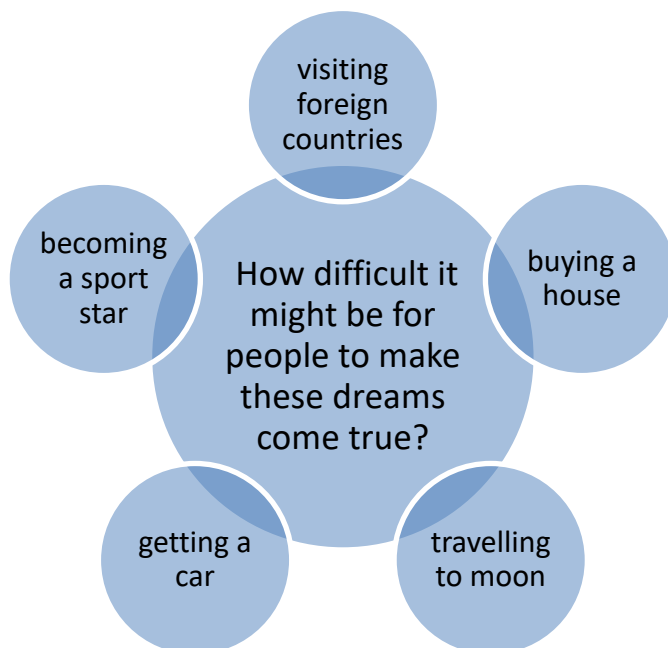 visiting
foreign
countries
becoming
a sport
star
How difficult it
might be for
people to make
these dreams
come true?
buying a
house
getting a
car
travelling
to moon